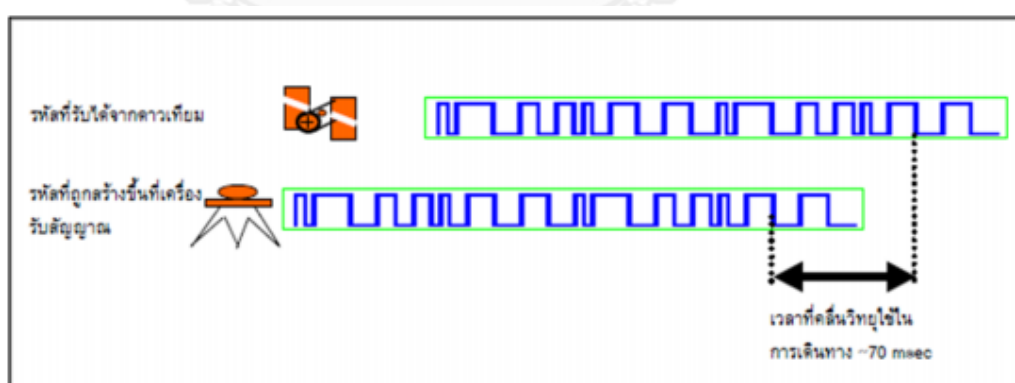 รหัสที่รับได้จากดาวเทียม
รหัสที่ถูกสร้างขึ้นที่เครื่อง
รับสัญญาณ
เวลาที่คลื่นวิทยุใช้ใน
การเดินทาง ~70 msec